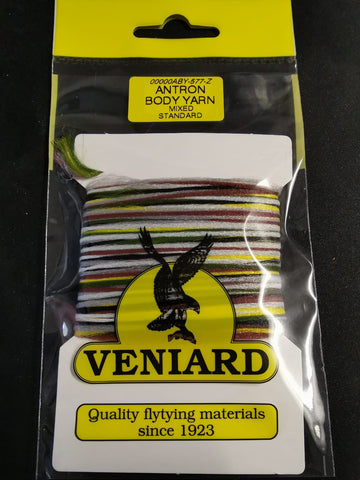 00000ABY-577-Z
ANTRON
BODY YARN
MIXED
STANDARD
VENIARD
Quality flytying materials
since 1923